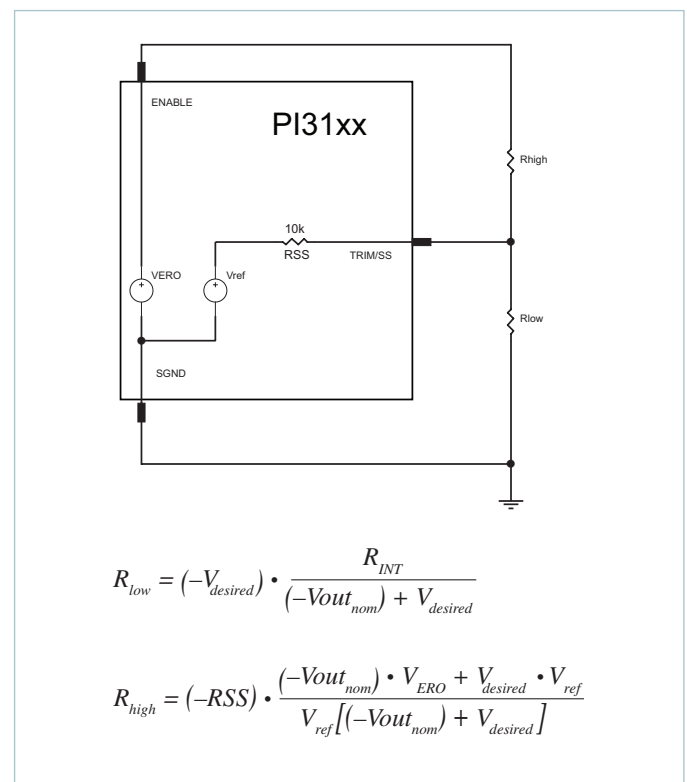 ENABLE
PI31xx
Rhigh
10k
RSS
TRIM/SS
+
VERO
+
Vref
Rlow
SGND
R_low = (–V_desired) • R_INT / ((–Vout_nom) + V_desired)
R_high = (–RSS) • ((–Vout_nom) • V_ERO + V_desired • V_ref) / (V_ref[(–Vout_nom) + V_desired])